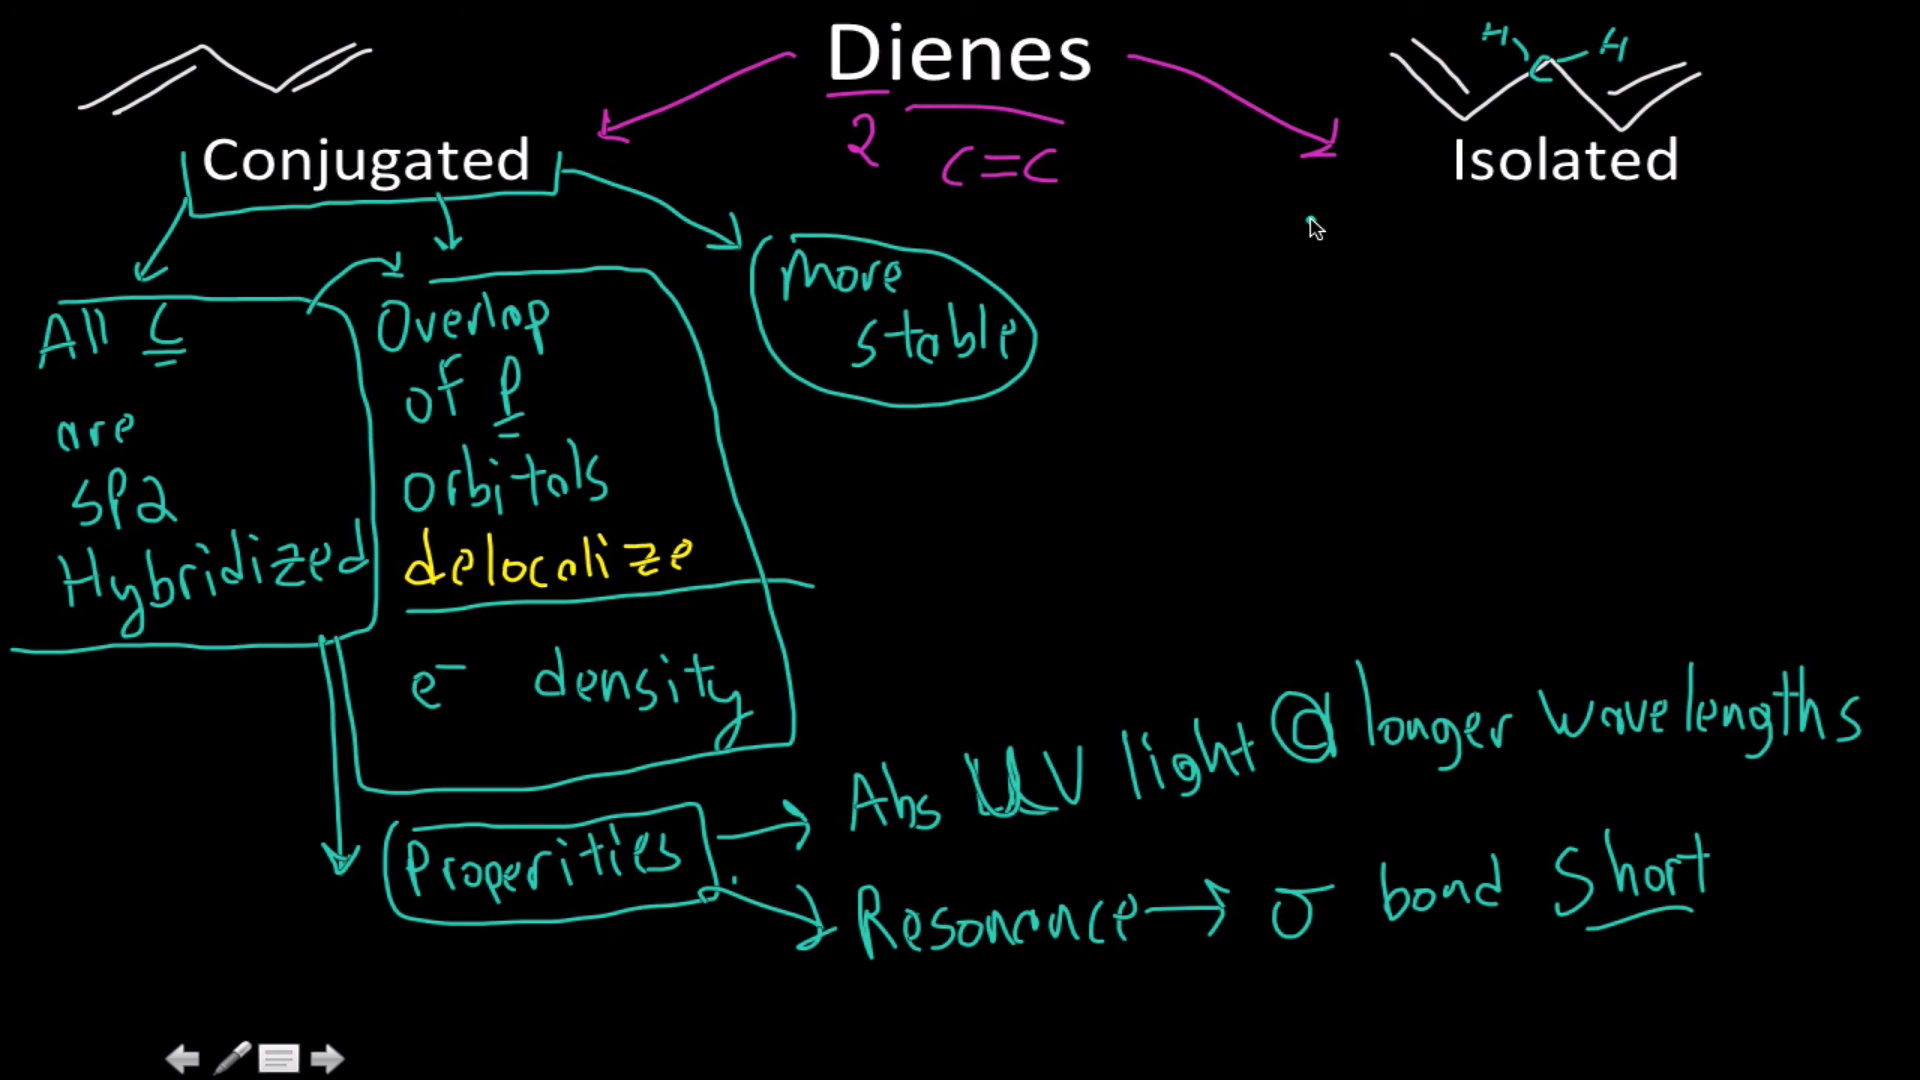 Dienes
2 C=C
Conjugated
H H
C
Isolated
All C
are
sp2
Hybridized
Overlap
of P
orbitals
delocalize
e- density
more
stable
Properities
Abs UV light @ longer wavelengths
Resonance → σ bond short